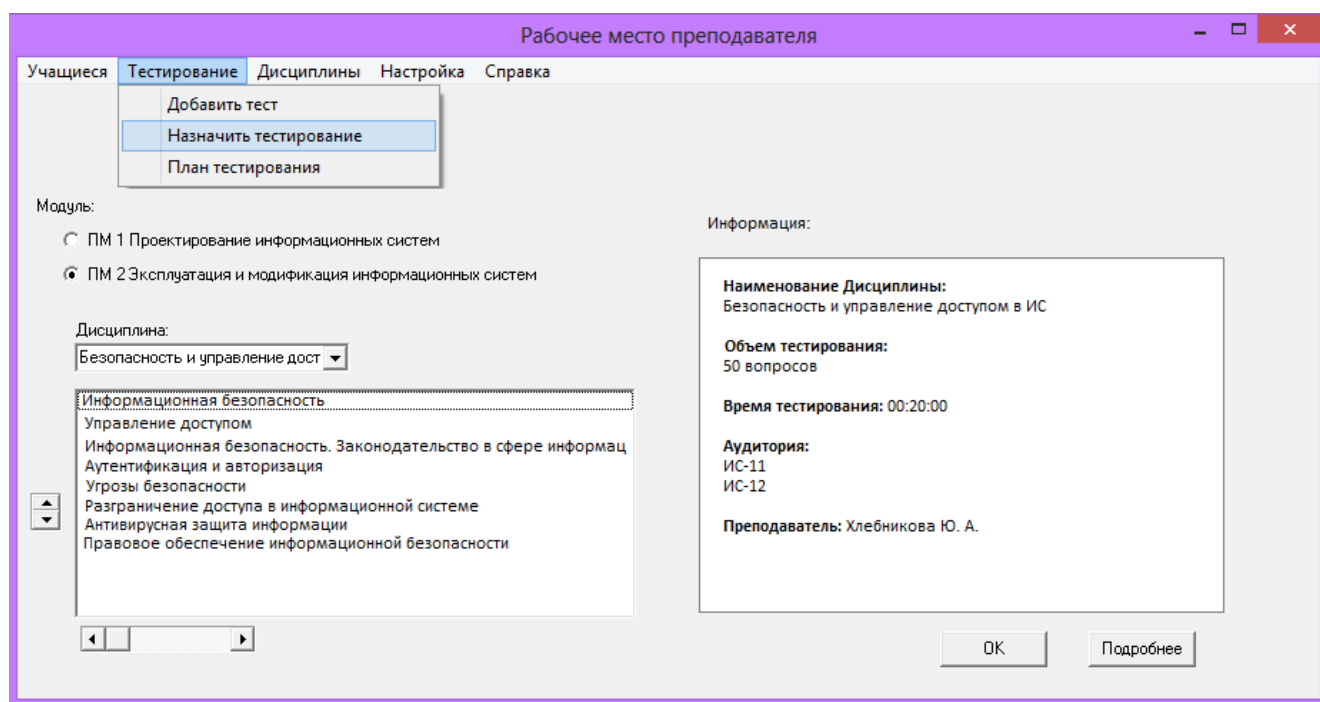 Рабочее место преподавателя
Учащиеся Тестирование Дисциплины Настройка Справка
Добавить тест
Назначить тестирование
План тестирования
Модуль:
ПМ 1 Проектирование информационных систем
ПМ 2 Эксплуатация и модификация информационных систем
Дисциплина:
Безопасность и управление дост
Информационная безопасность
Управление доступом
Информационная безопасность. Законодательство в сфере информац
Аутентификация и авторизация
Угрозы безопасности
Разграничение доступа в информационной системе
Антивирусная защита информации
Правовое обеспечение информационной безопасности
Информация:
Наименование Дисциплины:
Безопасность и управление доступом в ИС
Объем тестирования:
50 вопросов
Время тестирования: 00:20:00
Аудитория:
ИС-11
ИС-12
Преподаватель: Хлебникова Ю. А.
OK
Подробнее